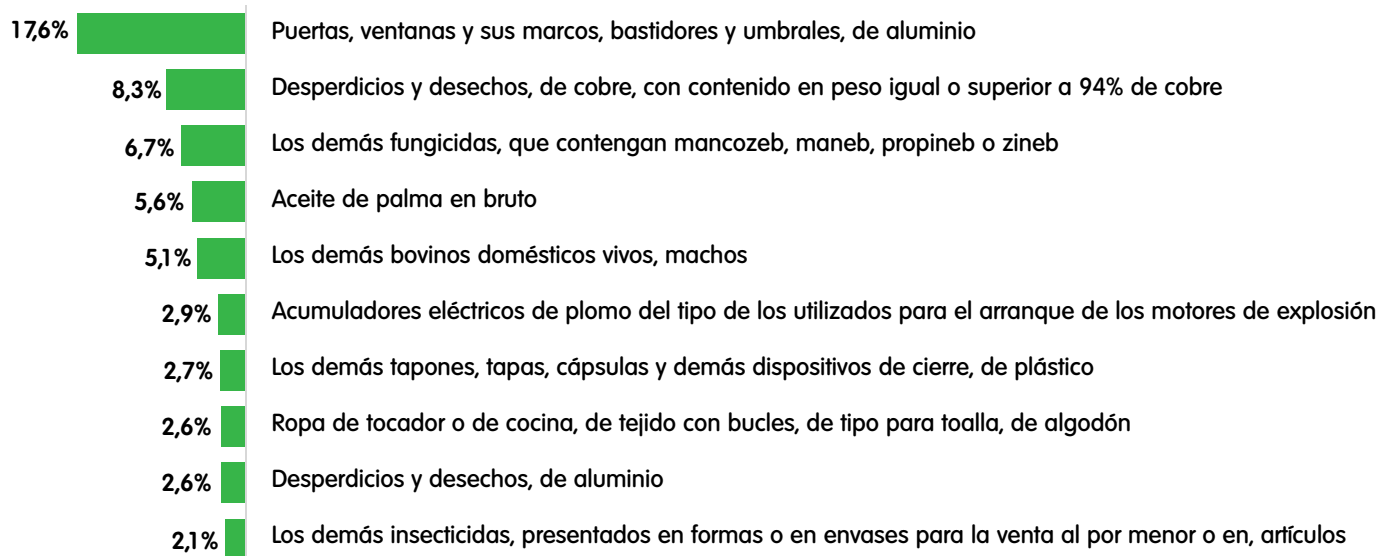 17,6% Puertas, ventanas y sus marcos, bastidores y umbrales, de aluminio
8,3% Desperdicios y desechos, de cobre, con contenido en peso igual o superior a 94% de cobre
6,7% Los demás fungicidas, que contengan mancozeb, maneb, propineb o zineb
5,6% Aceite de palma en bruto
5,1% Los demás bovinos domésticos vivos, machos
2,9% Acumuladores eléctricos de plomo del tipo de los utilizados para el arranque de los motores de explosión
2,7% Los demás tapones, tapas, cápsulas y demás dispositivos de cierre, de plástico
2,6% Ropa de tocador o de cocina, de tejido con bucles, de tipo para toalla, de algodón
2,6% Desperdicios y desechos, de aluminio
2,1% Los demás insecticidas, presentados en formas o en envases para la venta al por menor o en, artículos